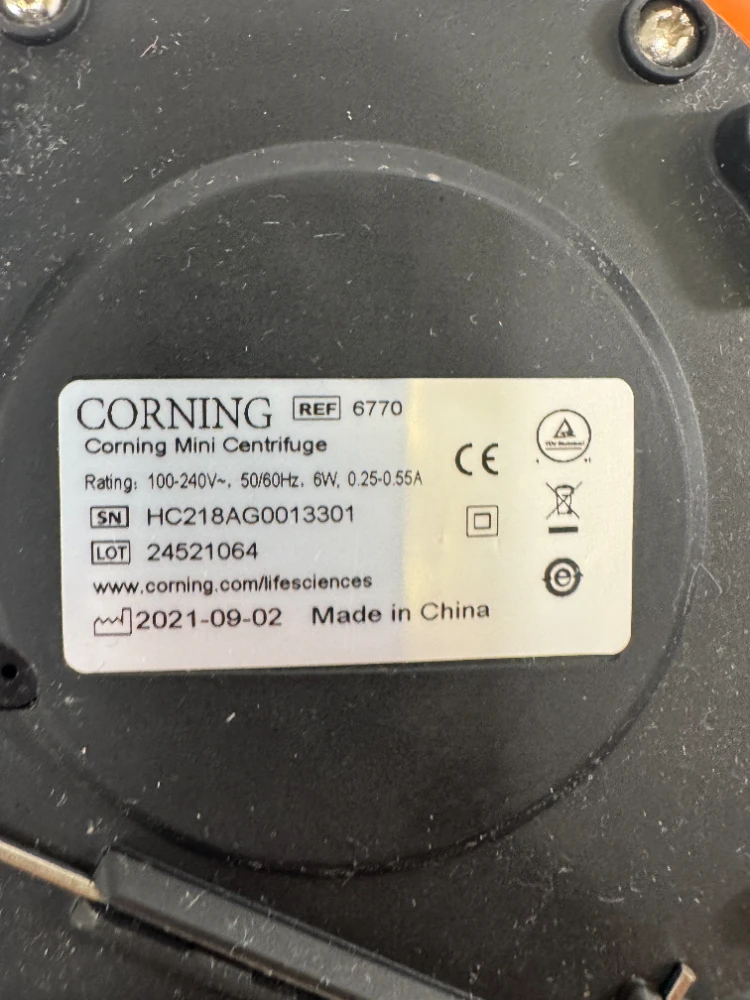 CORNING REF 6770
Corning Mini Centrifuge
Rating: 100-240V~, 50/60Hz, 6W, 0.25-0.55A
SN HC218AG0013301
LOT 24521064
www.corning.com/lifesciences
2021-09-02 Made in China
CE
e